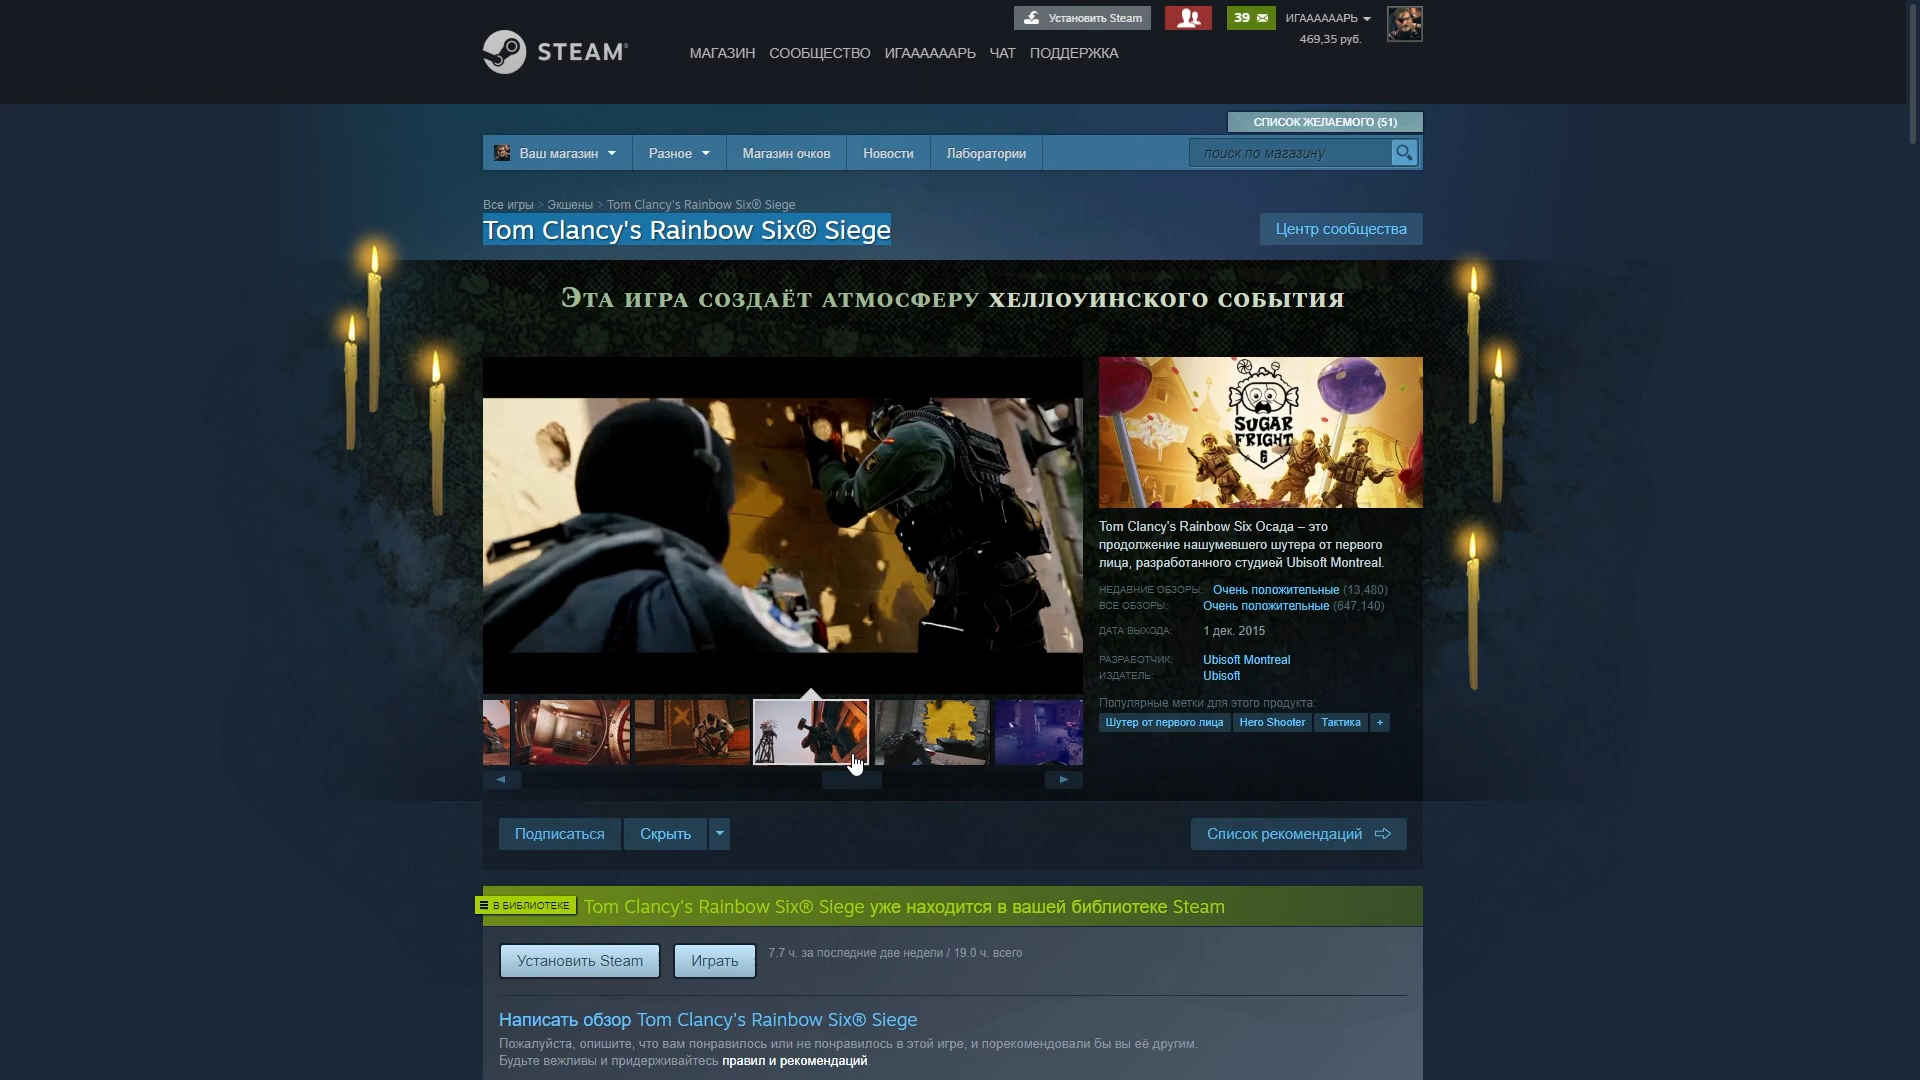 Установить Steam
39
ИГАААААARЬ
469,35 руб.
STEAM®
МАГАЗИН СООБЩЕСТВО ИГАААААAРЬ ЧАТ ПОДДЕРЖКА
СПИСОК ЖЕЛАЕМОГО (51)
Ваш магазин Разное Магазин очков Новости Лаборатории поиск по магазину
Все игры > Экшены > Tom Clancy's Rainbow Six® Siege
Tom Clancy's Rainbow Six® Siege
Центр сообщества
Эта игра создаёт атмосферу хеллоуинского события
SUGAR
FRIGHT
6
Tom Clancy's Rainbow Six Осада – это
продолжение нашумевшего шутера от первого
лица, разработанного студией Ubisoft Montreal.
НЕДАВНИЕ ОБЗОРЫ: Очень положительные (13,480)
ВСЕ ОБЗОРЫ: Очень положительные (647,140)
ДАТА ВЫХОДА: 1 дек. 2015
РАЗРАБОТЧИК: Ubisoft Montreal
ИЗДАТЕЛЬ: Ubisoft
Популярные метки для этого продукта:
Шутер от первого лица Hero Shooter Тактика +
Подписаться Скрыть Список рекомендаций
В БИБЛИОТЕКЕ Tom Clancy's Rainbow Six® Siege уже находится в вашей библиотеке Steam
Установить Steam Играть 7.7 ч. за последние две недели / 19.0 ч. всего
Написать обзор Tom Clancy's Rainbow Six® Siege
Пожалуйста, опишите, что вам понравилось или не понравилось в этой игре, и порекомендовали бы вы её другим.
Будьте вежливы и придерживайтесь правил и рекомендаций.